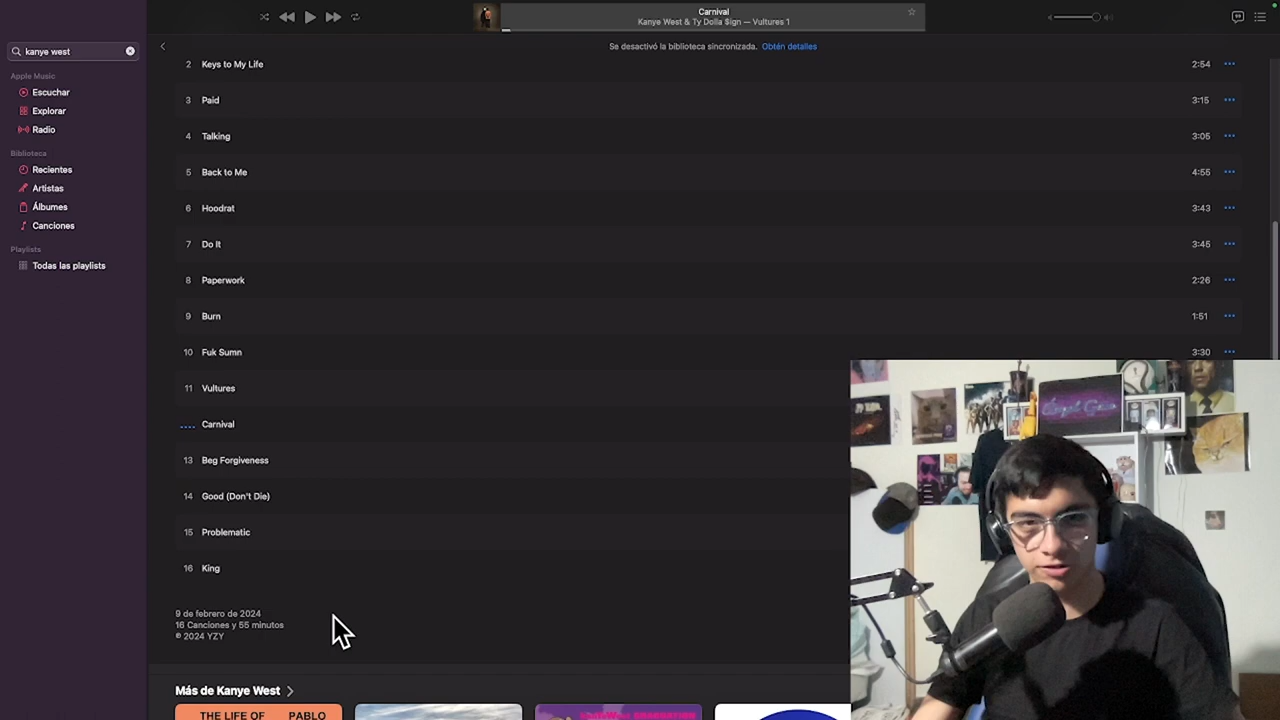 Carnival
Kanye West & Ty Dolla $ign — Vultures 1
kanye west
Se desactivó la biblioteca sincronizada. Obtén detalles
Apple Music
Escuchar
Explorar
Radio
Biblioteca
Recientes
Artistas
Álbumes
Canciones
Playlists
Todas las playlists
2 Keys to My Life 2:54
3 Paid 3:15
4 Talking 3:05
5 Back to Me 4:55
6 Hoodrat 3:43
7 Do It 3:45
8 Paperwork 2:26
9 Burn 1:51
10 Fuk Sumn 3:30
11 Vultures
Carnival
13 Beg Forgiveness
14 Good (Don't Die)
15 Problematic
16 King
9 de febrero de 2024
16 Canciones y 55 minutos
℗ 2024 YZY
Más de Kanye West
THE LIFE OF PABLO